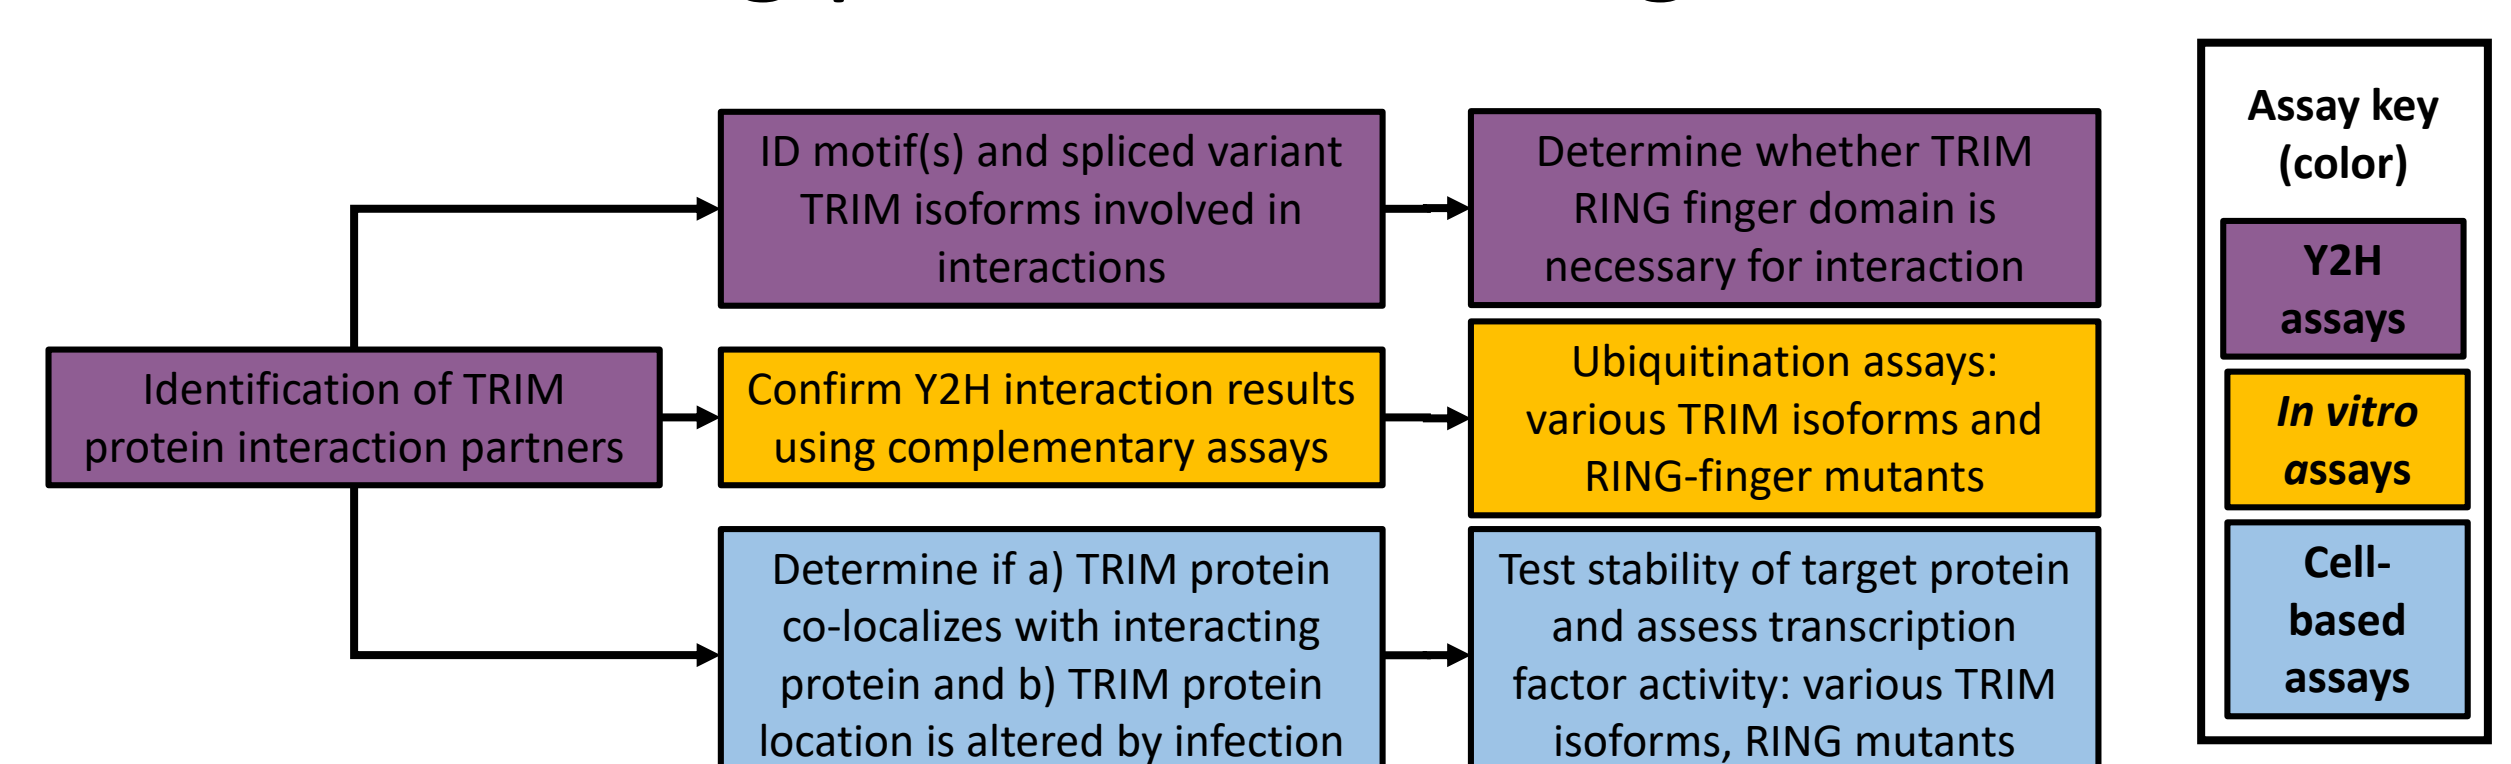 ID motif(s) and spliced variant
TRIM isoforms involved in
interactions
Determine whether TRIM
RING finger domain is
necessary for interaction
Identification of TRIM
protein interaction partners
Confirm Y2H interaction results
using complementary assays
Ubiquitination assays:
various TRIM isoforms and
RING-finger mutants
Determine if a) TRIM protein
co-localizes with interacting
protein and b) TRIM protein
location is altered by infection
Test stability of target protein
and assess transcription
factor activity: various TRIM
isoforms, RING mutants
Assay key
(color)
Y2H
assays
In vitro
assays
Cell-
based
assays